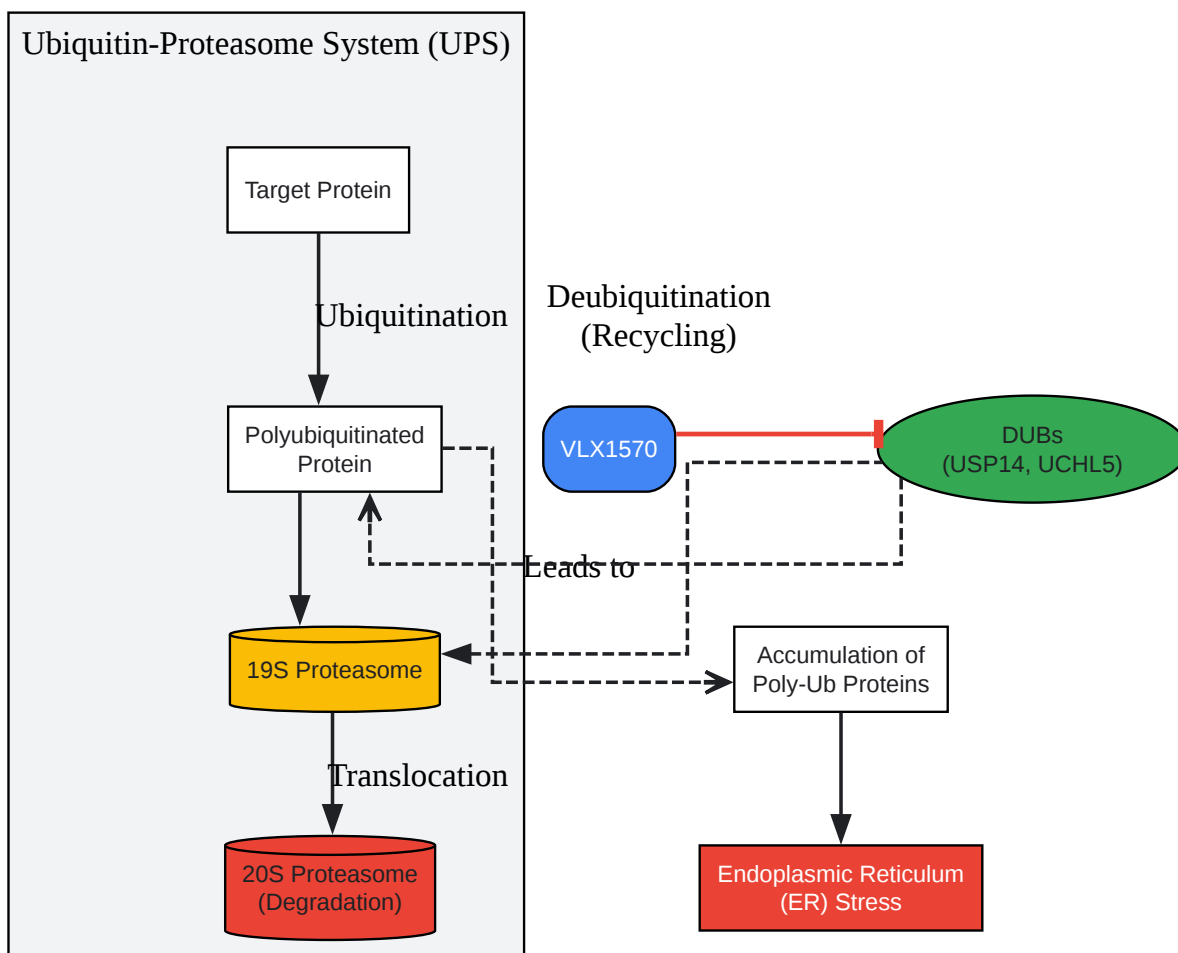 Ubiquitin-Proteasome System (UPS)
Target Protein
Ubiquitination
Deubiquitination
(Recycling)
Polyubiquitinated
Protein
VLX1570
DUBs
(USP14, UCHL5)
Leads to
19S Proteasome
Accumulation of
Poly-Ub Proteins
Translocation
20S Proteasome
(Degradation)
Endoplasmic Reticulum
(ER) Stress